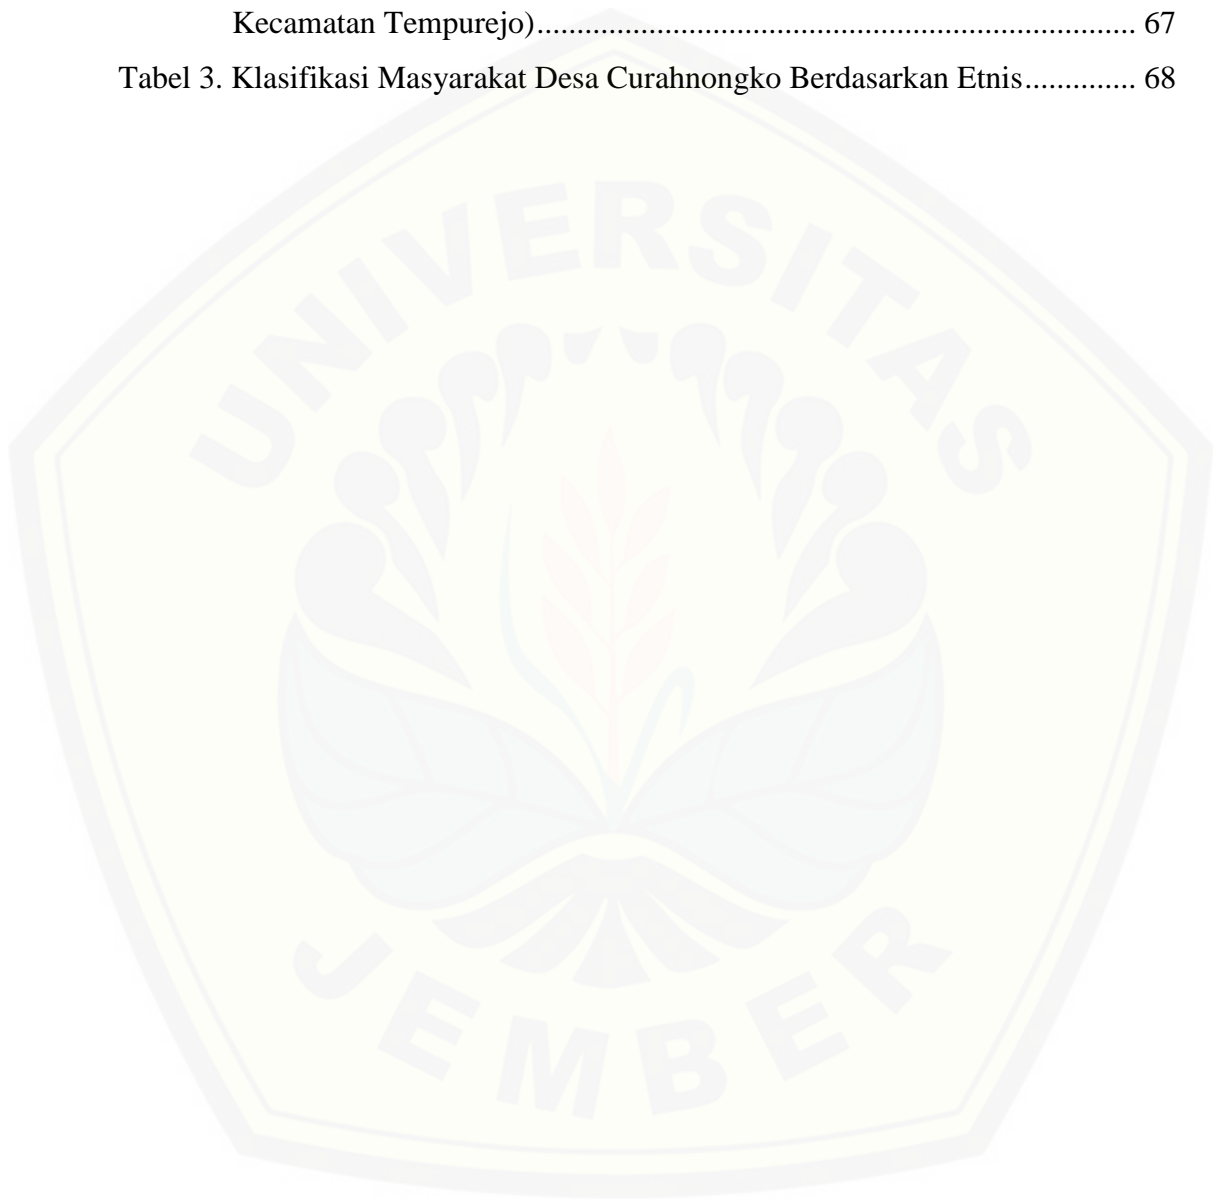 Kecamatan Tempurejo)........................................................................... 67
Tabel 3. Klasifikasi Masyarakat Desa Curahnongko Berdasarkan Etnis.............. 68
UNIVERSITAS
JEMBER